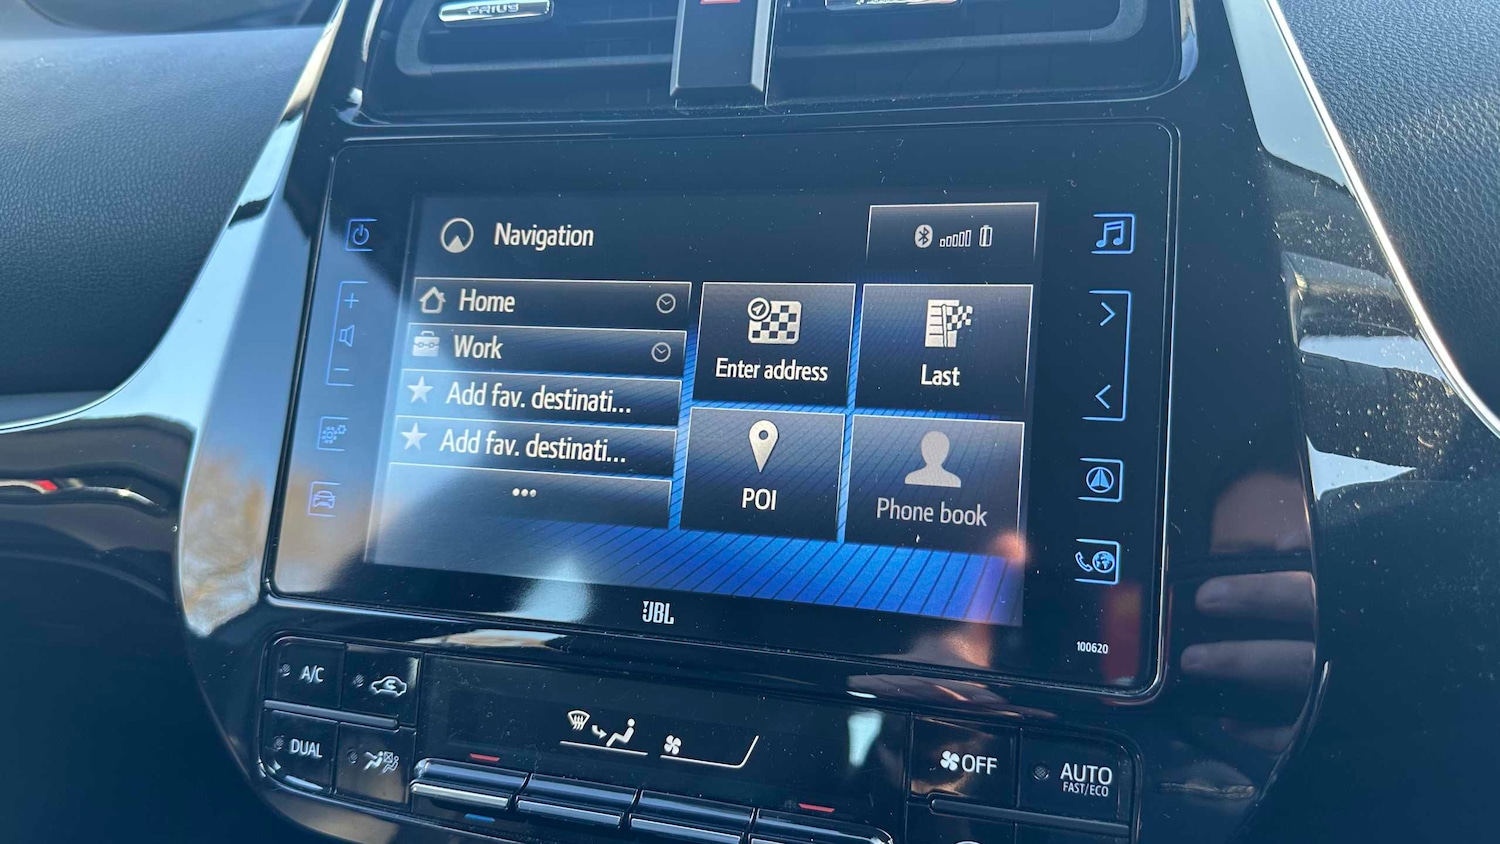 PRIUS
Navigation
Home
Work
Add fav. destinati...
Add fav. destinati...
...
Enter address
Last
POI
Phone book
JBL
100620
A/C
DUAL
OFF
AUTO
FAST/ECO